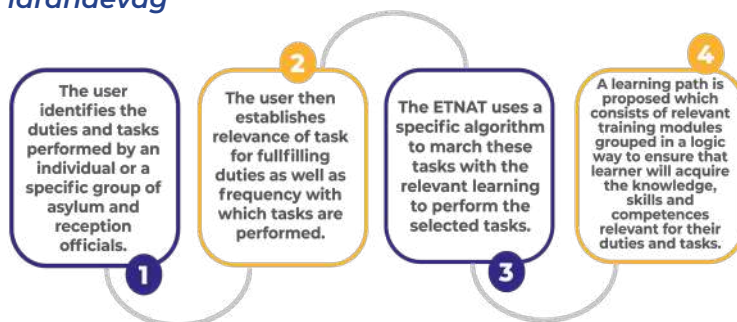 lärandeväg
The user
identifies the
duties and tasks
performed by an
individual or a
specific group of
asylum and
reception
officials.
1
2
The user then
establishes
relevance of task
for fullfilling
duties as well as
frequency with
which tasks are
performed.
The ETNAT uses a
specific algorithm
to march these
tasks with the
relevant learning
to perform the
selected tasks.
3
4
A learning path is
proposed which
consists of relevant
training modules
grouped in a logic
way to ensure that
learner will acquire
the knowledge,
skills and
competences
relevant for their
duties and tasks.